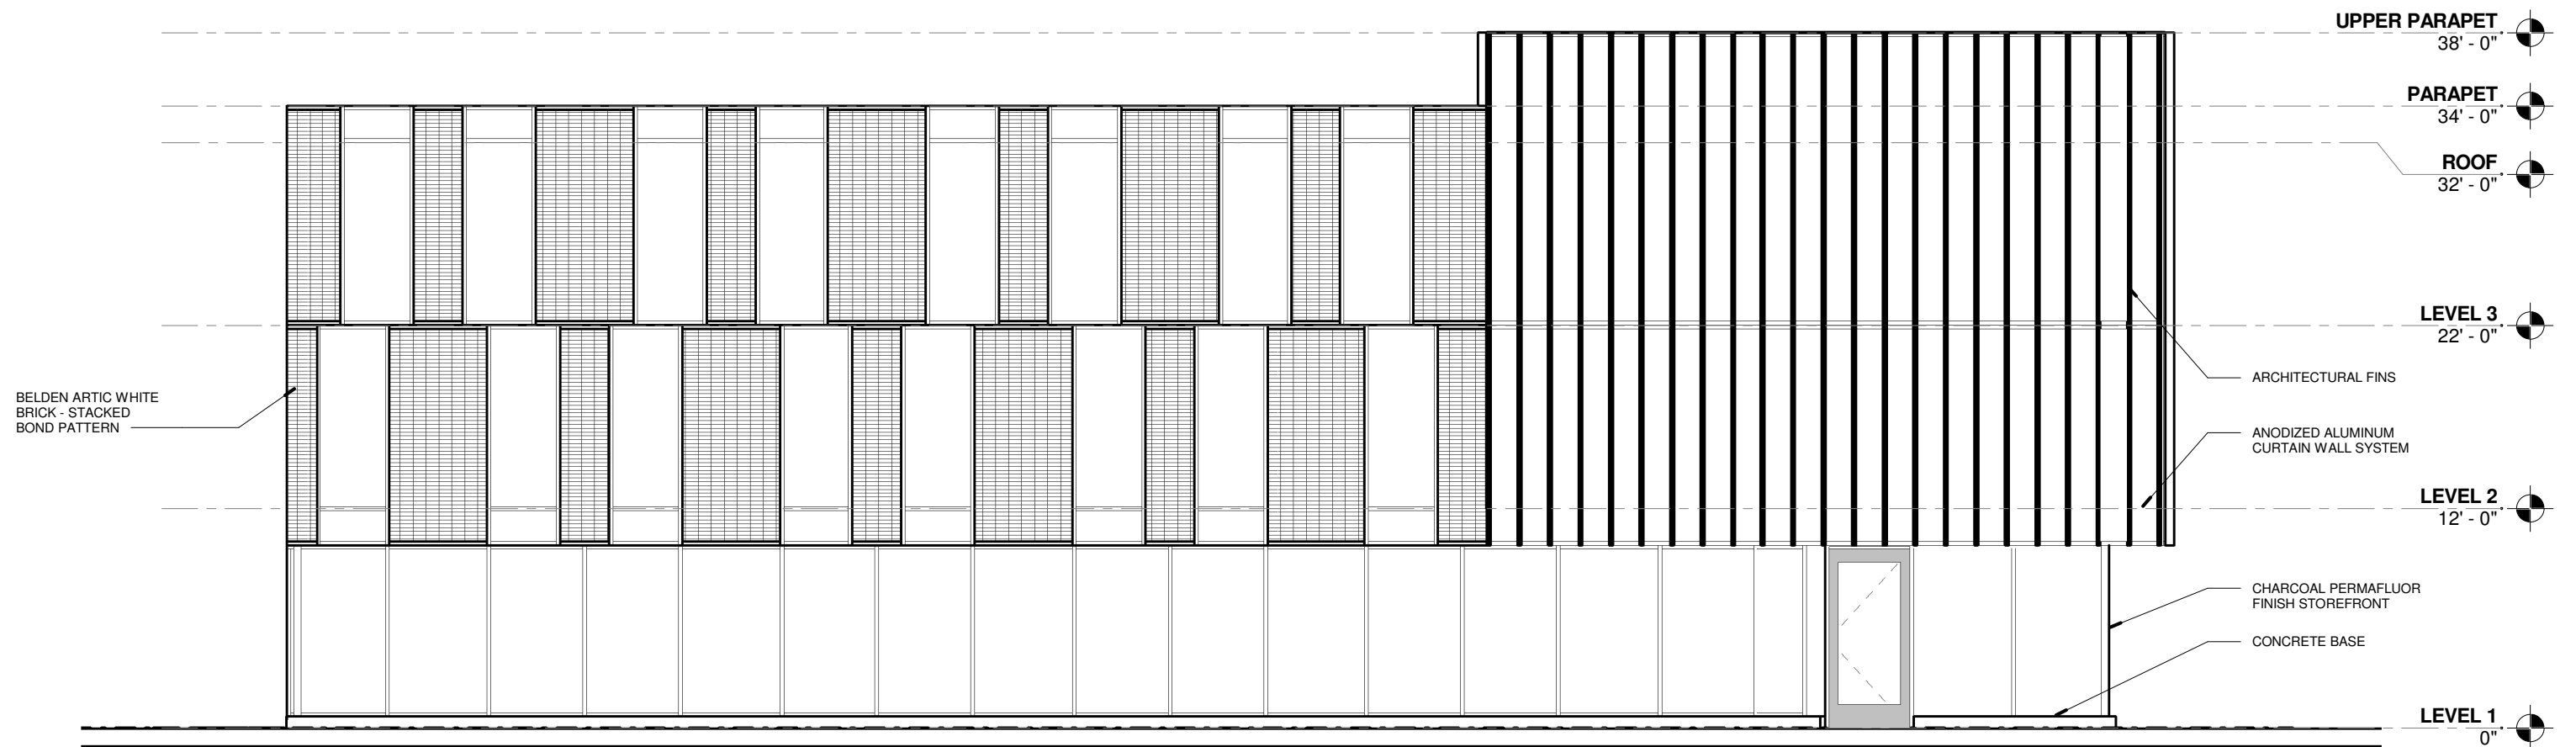 UPPER PARAPET
38' - 0"
PARAPET
34' - 0"
ROOF
32' - 0"
LEVEL 3
22' - 0"
BELDEN ARTIC WHITE
BRICK - STACKED
BOND PATTERN
ARCHITECTURAL FINS
ANODIZED ALUMINUM
CURTAIN WALL SYSTEM
LEVEL 2
12' - 0"
CHARCOAL PERMAFLUOR
FINISH STOREFRONT
CONCRETE BASE
LEVEL 1
0"